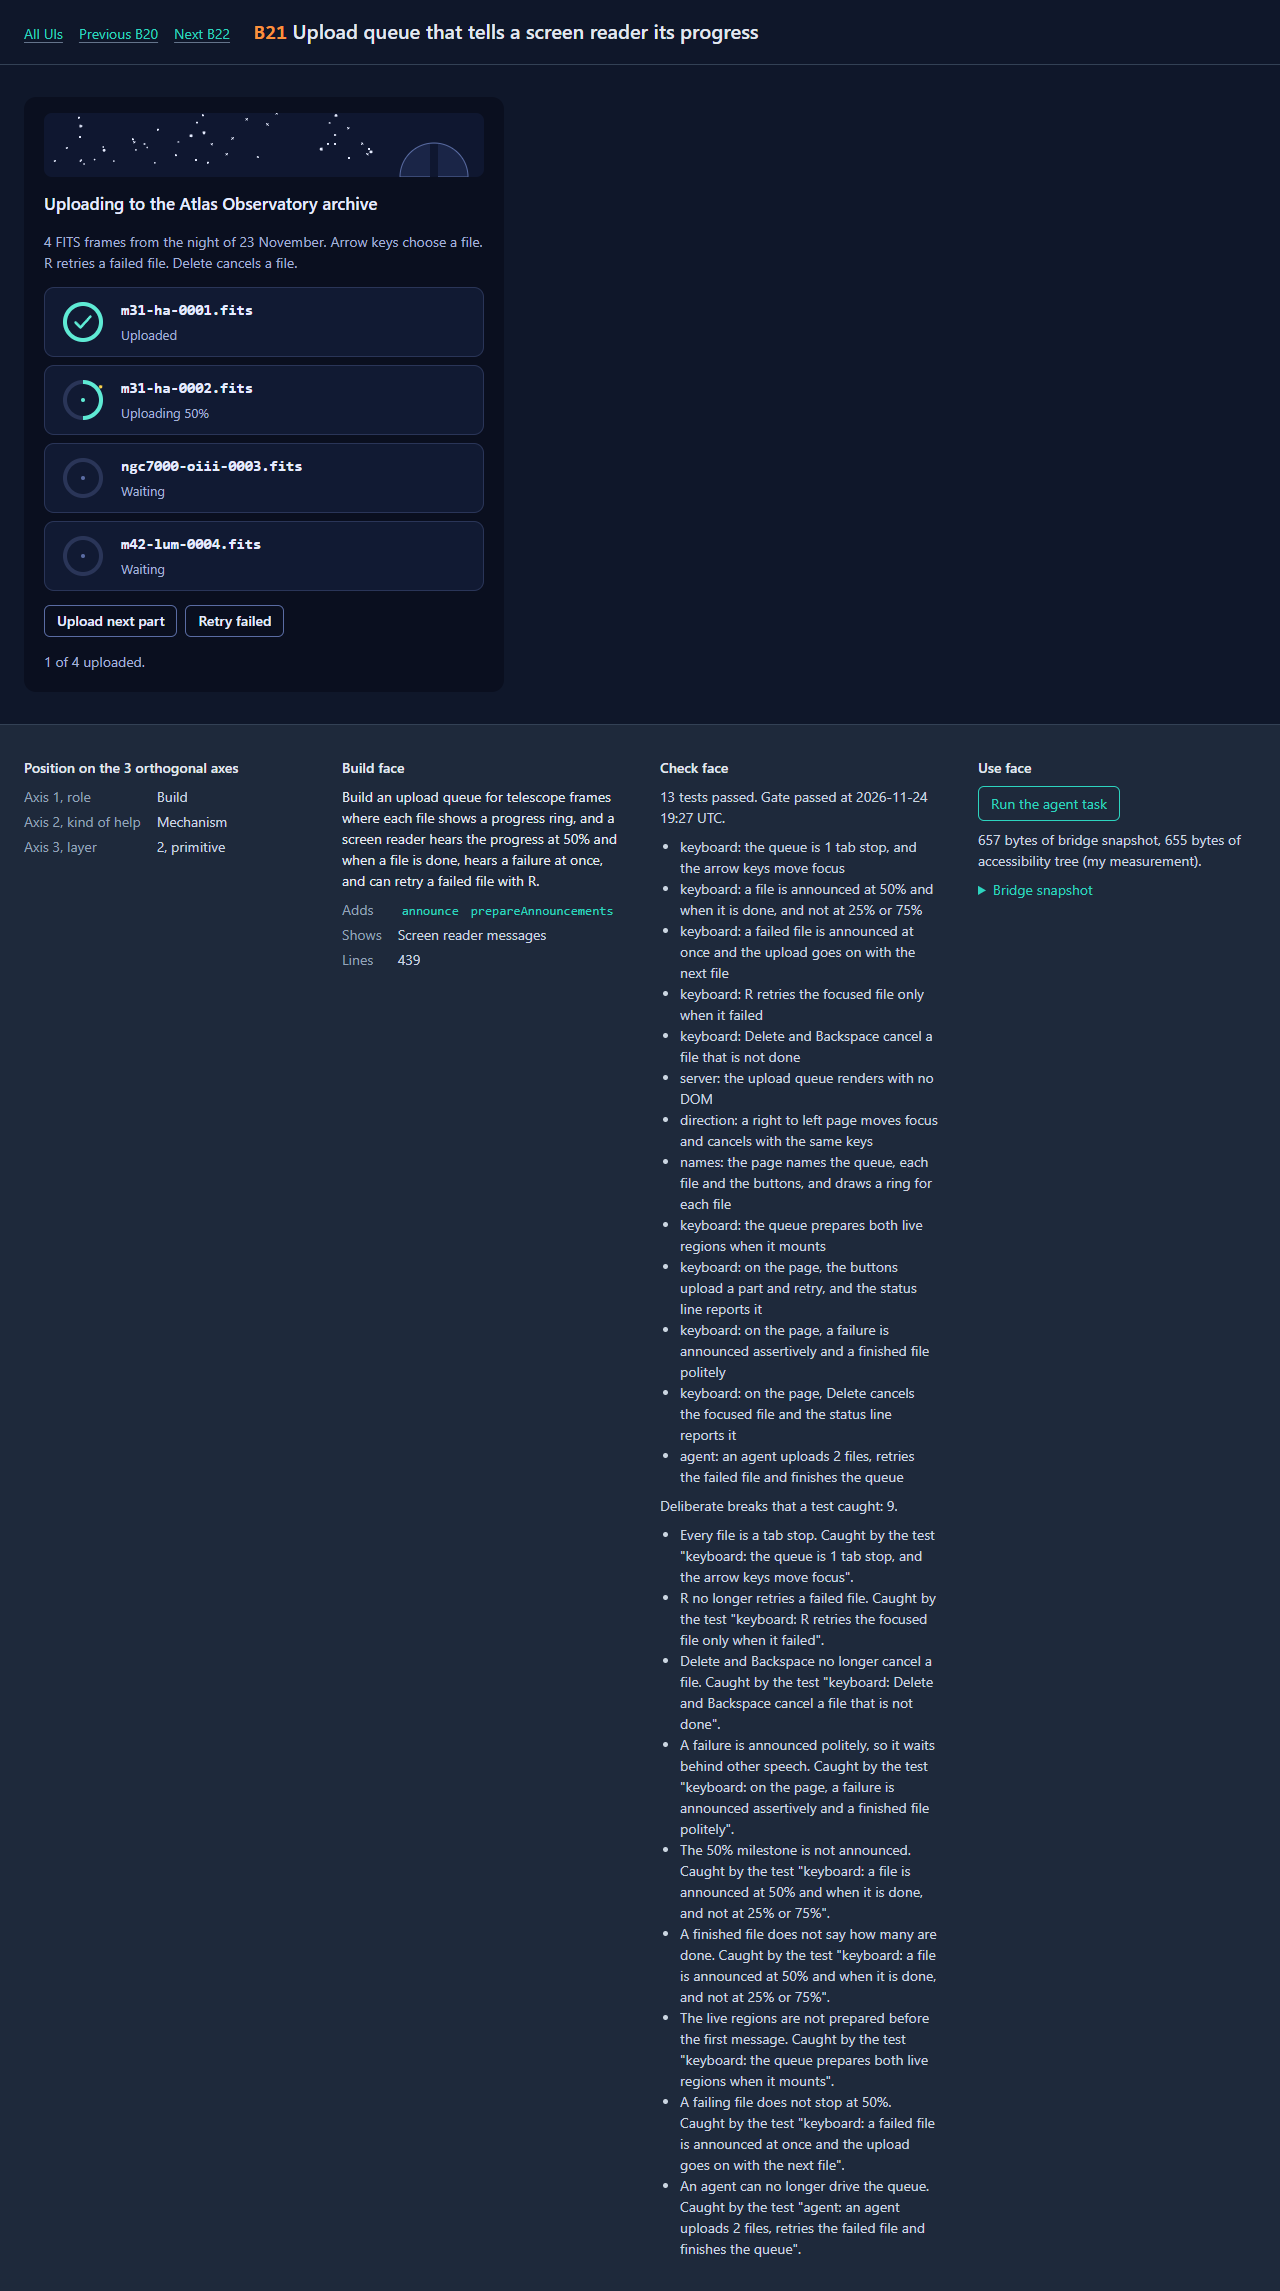 All UIs Previous B20 Next B22 B21 Upload queue that tells a screen reader its progress
Uploading to the Atlas Observatory archive
4 FITS frames from the night of 23 November. Arrow keys choose a file.
R retries a failed file. Delete cancels a file.
m31-ha-0001.fits
Uploaded
m31-ha-0002.fits
Uploading 50%
ngc7000-oiii-0003.fits
Waiting
m42-lum-0004.fits
Waiting
Upload next part Retry failed
1 of 4 uploaded.
Position on the 3 orthogonal axes
Axis 1, role Build
Axis 2, kind of help Mechanism
Axis 3, layer 2, primitive
Build face
Build an upload queue for telescope frames
where each file shows a progress ring, and a
screen reader hears the progress at 50% and
when a file is done, hears a failure at once,
and can retry a failed file with R.
Adds announce prepareAnnouncements
Shows Screen reader messages
Lines 439
Check face
13 tests passed. Gate passed at 2026-11-24
19:27 UTC.
keyboard: the queue is 1 tab stop, and
the arrow keys move focus
keyboard: a file is announced at 50% and
when it is done, and not at 25% or 75%
keyboard: a failed file is announced at
once and the upload goes on with the
next file
keyboard: R retries the focused file only
when it failed
keyboard: Delete and Backspace cancel a
file that is not done
server: the upload queue renders with no
DOM
direction: a right to left page moves focus
and cancels with the same keys
names: the page names the queue, each
file and the buttons, and draws a ring for
each file
keyboard: the queue prepares both live
regions when it mounts
keyboard: on the page, the buttons
upload a part and retry, and the status
line reports it
keyboard: on the page, a failure is
announced assertively and a finished file
politely
keyboard: on the page, Delete cancels
the focused file and the status line
reports it
agent: an agent uploads 2 files, retries
the failed file and finishes the queue
Deliberate breaks that a test caught: 9.
Every file is a tab stop. Caught by the test
"keyboard: the queue is 1 tab stop, and
the arrow keys move focus".
R no longer retries a failed file. Caught by
the test "keyboard: R retries the focused
file only when it failed".
Delete and Backspace no longer cancel a
file. Caught by the test "keyboard: Delete
and Backspace cancel a file that is not
done".
A failure is announced politely, so it waits
behind other speech. Caught by the test
"keyboard: on the page, a failure is
announced assertively and a finished file
politely".
The 50% milestone is not announced.
Caught by the test "keyboard: a file is
announced at 50% and when it is done,
and not at 25% or 75%".
A finished file does not say how many are
done. Caught by the test "keyboard: a file
is announced at 50% and when it is done,
and not at 25% or 75%".
The live regions are not prepared before
the first message. Caught by the test
"keyboard: the queue prepares both live
regions when it mounts".
A failing file does not stop at 50%.
Caught by the test "keyboard: a failed file
is announced at once and the upload
goes on with the next file".
An agent can no longer drive the queue.
Caught by the test "agent: an agent
uploads 2 files, retries the failed file and
finishes the queue".
Use face
Run the agent task
657 bytes of bridge snapshot, 655 bytes of
accessibility tree (my measurement).
Bridge snapshot